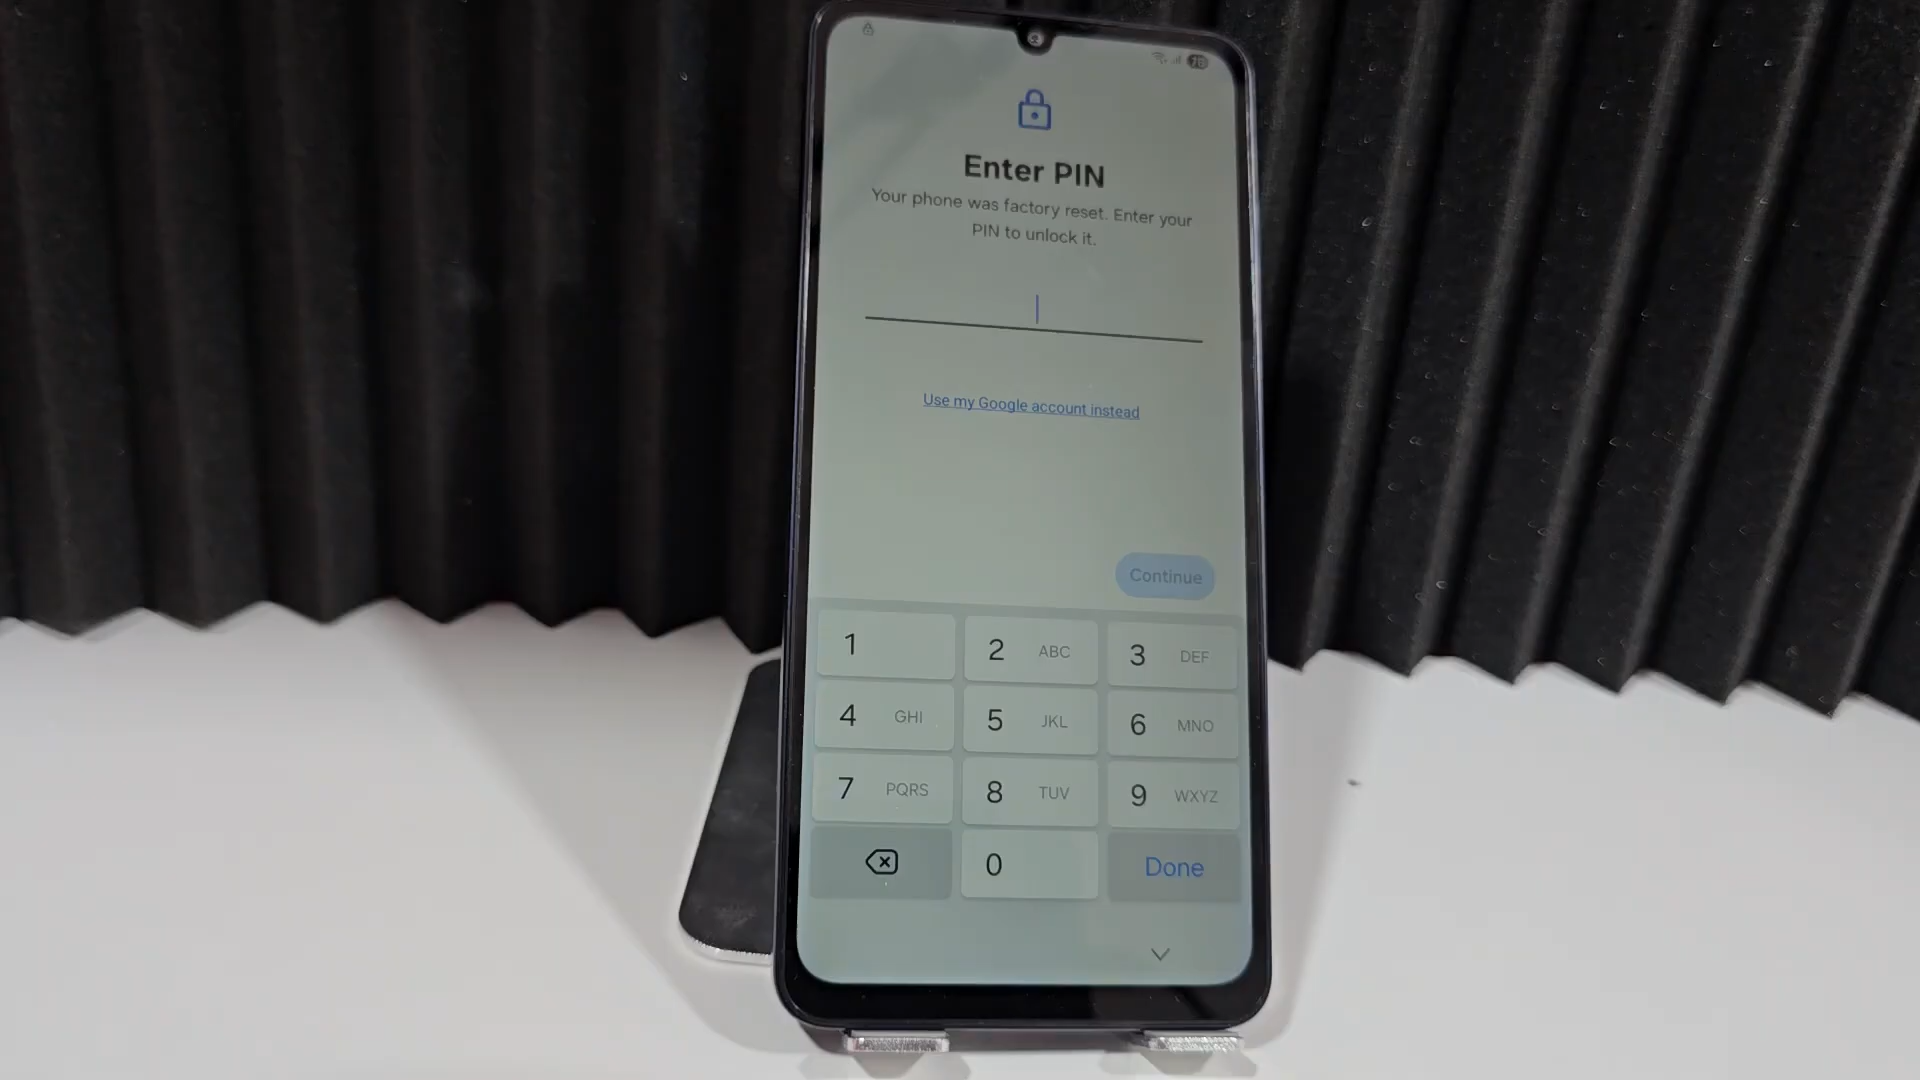 Enter PIN
Your phone was factory reset. Enter your
PIN to unlock it.
Use my Google account instead
Continue
1
2 ABC
3 DEF
4 GHI
5 JKL
6 MNO
7 PQRS
8 TUV
9 WXYZ
0
Done